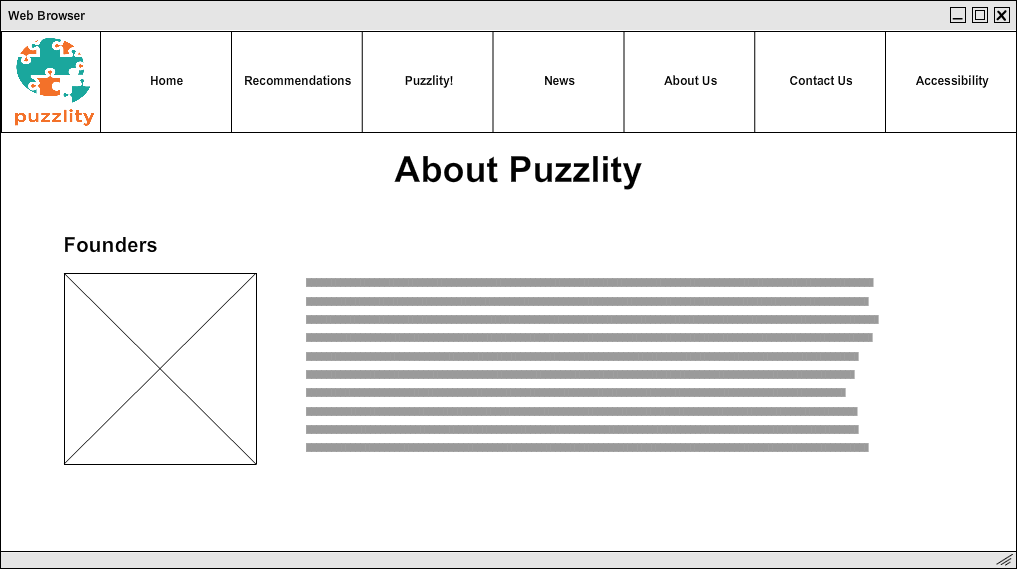 Web Browser
puzzlity
Home
Recommendations
Puzzlity!
News
About Us
Contact Us
Accessibility
About Puzzlity
Founders